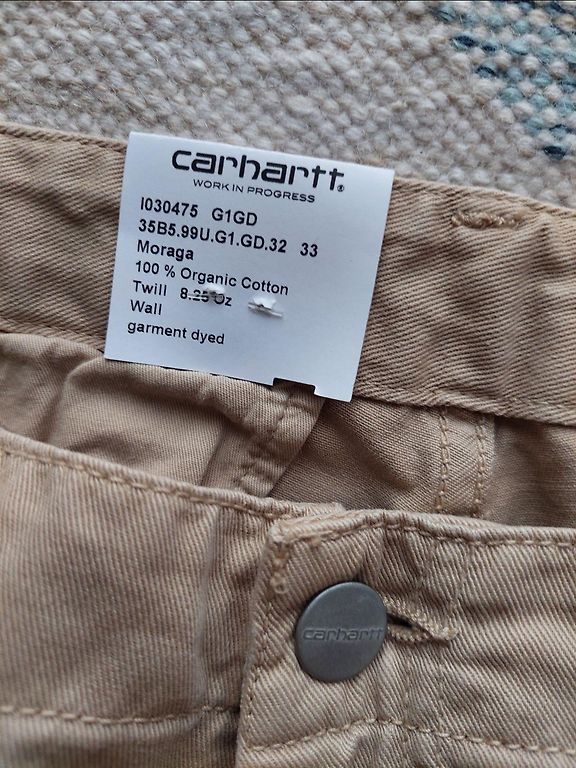 carhartt®
WORK IN PROGRESS
I030475 G1GD
35B5.99U.G1.GD.32 33
Moraga
100 % Organic Cotton
Twill 8.25 Oz
Wall
garment dyed
carhartt